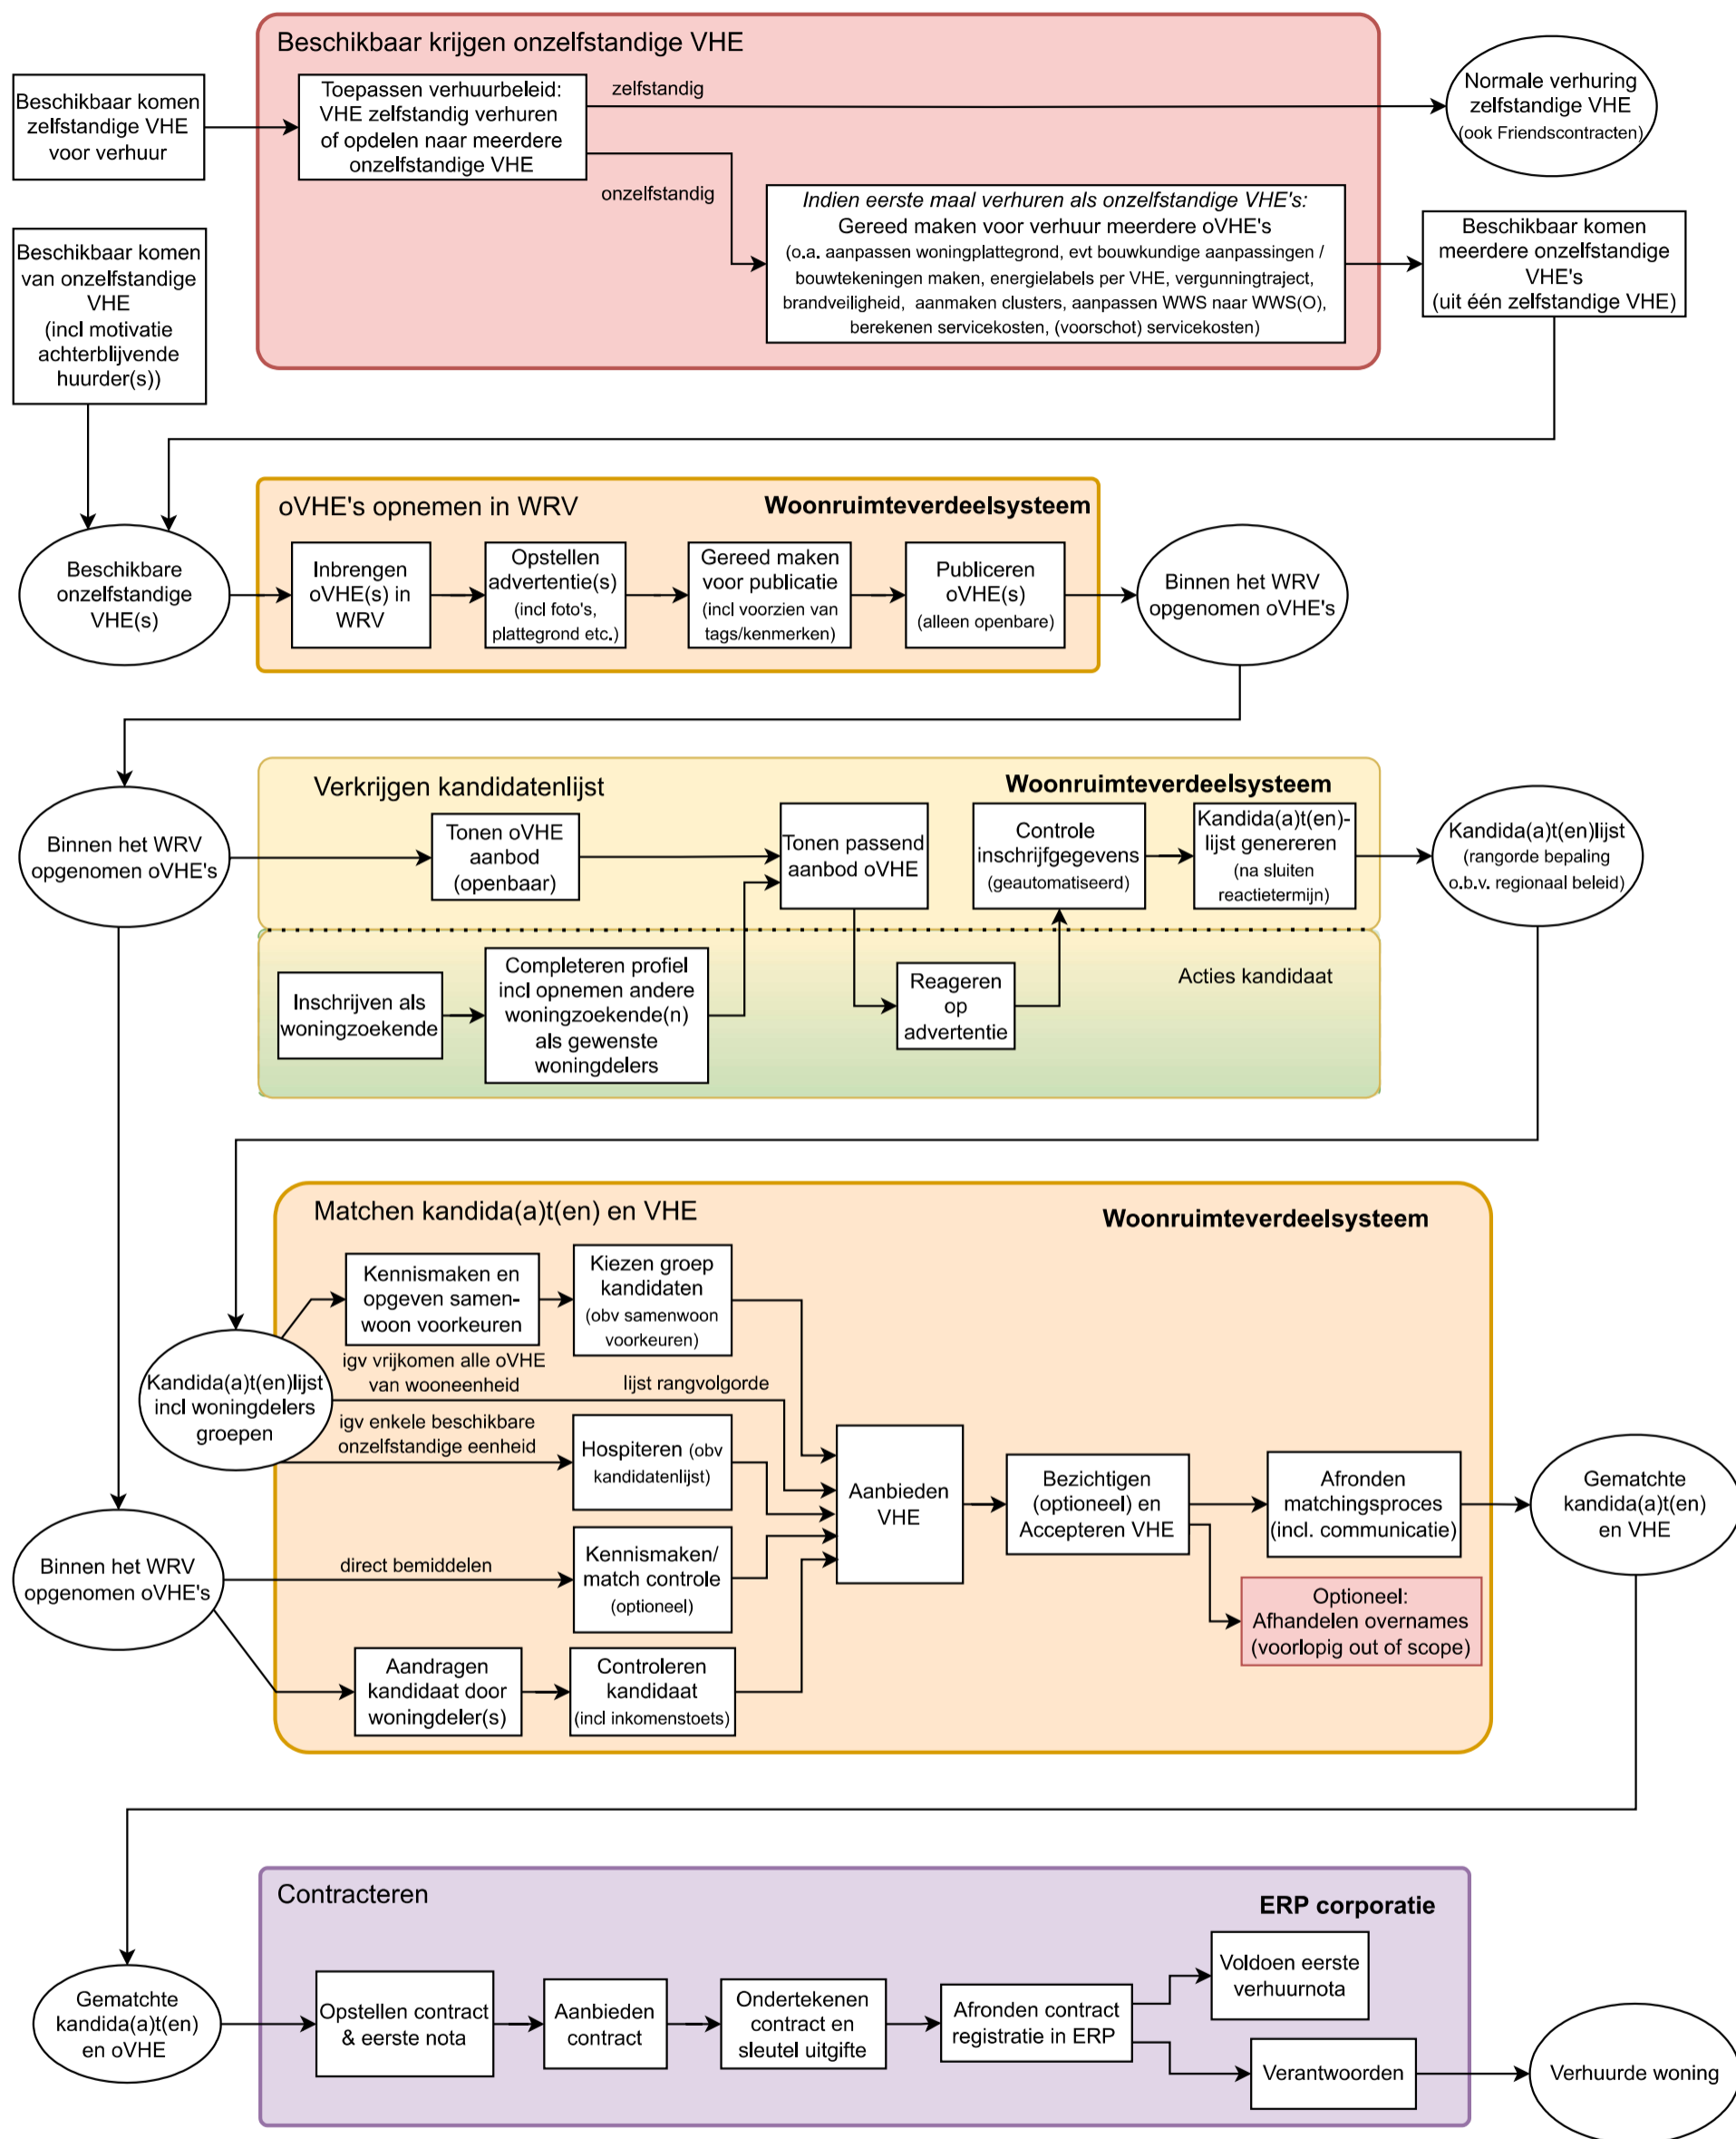 Beschikbaar krijgen onzelfstandige VHE
Beschikbaar komen
zelfstandige VHE
voor verhuur
Toepassen verhuurbeleid:
VHE zelfstandig verhuren
of opdelen naar meerdere
onzelfstandige VHE
zelfstandig
onzelfstandig
Normale verhuring
zelfstandige VHE
(ook Friendscontracten)
Indien eerste maal verhuren als onzelfstandige VHE's:
Gereed maken voor verhuur meerdere oVHE's
(o.a. aanpassen woningplattegrond, evt bouwkundige aanpassingen /
bouwtekeningen maken, energielabels per VHE, vergunningtraject,
brandveiligheid, aanmaken clusters, aanpassen WWS naar WWS(O),
berekenen servicekosten, (voorschot) servicekosten)
Beschikbaar komen
meerdere onzelfstandige
VHE's
(uit één zelfstandige VHE)
Beschikbaar komen
van onzelfstandige
VHE
(incl motivatie
achterblijvende
huurder(s))
oVHE's opnemen in WRV
Woonruimteverdeelsysteem
Beschikbare
onzelfstandige
VHE(s)
Inbrengen
oVHE(s) in
WRV
Opstellen
advertentie(s)
(incl foto's,
plattegrond etc.)
Gereed maken
voor publicatie
(incl voorzien van
tags/kenmerken)
Publiceren
oVHE(s)
(alleen openbare)
Binnen het WRV
opgenomen oVHE's
Verkrijgen kandidatenlijst
Woonruimteverdeelsysteem
Binnen het WRV
opgenomen oVHE's
Tonen oVHE
aanbod
(openbaar)
Tonen passend
aanbod oVHE
Controle
inschrijfgegevens
(geautomatiseerd)
Kandida(a)t(en)-
lijst genereren
(na sluiten
reactietermijn)
Kandida(a)t(en)lijst
(rangorde bepaling
o.b.v. regionaal beleid)
Inschrijven als
woningzoekende
Completeren profiel
incl opnemen andere
woningzoekende(n)
als gewenste
woningdelers
Reageren
op
advertentie
Acties kandidaat
Matchen kandida(a)t(en) en VHE
Woonruimteverdeelsysteem
Kennismaken en
opgeven samen-
woon voorkeuren
Kiezen groep
kandidaten
(obv samenwoon
voorkeuren)
igv vrijkomen alle oVHE
van wooneenheid
lijst rangvolgorde
Kandida(a)t(en)lijst
incl woningdelers
groepen
igv enkele beschikbare
onzelfstandige eenheid
Hospiteren (obv
kandidatenlijst)
Aanbieden
VHE
Bezichtigen
(optioneel) en
Accepteren VHE
Afronden
matchingsproces
(incl. communicatie)
Gematchte
kandida(a)t(en)
en VHE
Binnen het WRV
opgenomen oVHE's
direct bemiddelen
Kennismaken/
match controle
(optioneel)
Optioneel:
Afhandelen overnames
(voorlopig out of scope)
Aandragen
kandidaat door
woningdeler(s)
Controleren
kandidaat
(incl inkomenstoets)
Contracteren
ERP corporatie
Gematchte
kandida(a)t(en)
en oVHE
Opstellen contract
& eerste nota
Aanbieden
contract
Ondertekenen
contract en
sleutel uitgifte
Afronden contract
registratie in ERP
Voldoen eerste
verhuurnota
Verantwoorden
Verhuurde woning